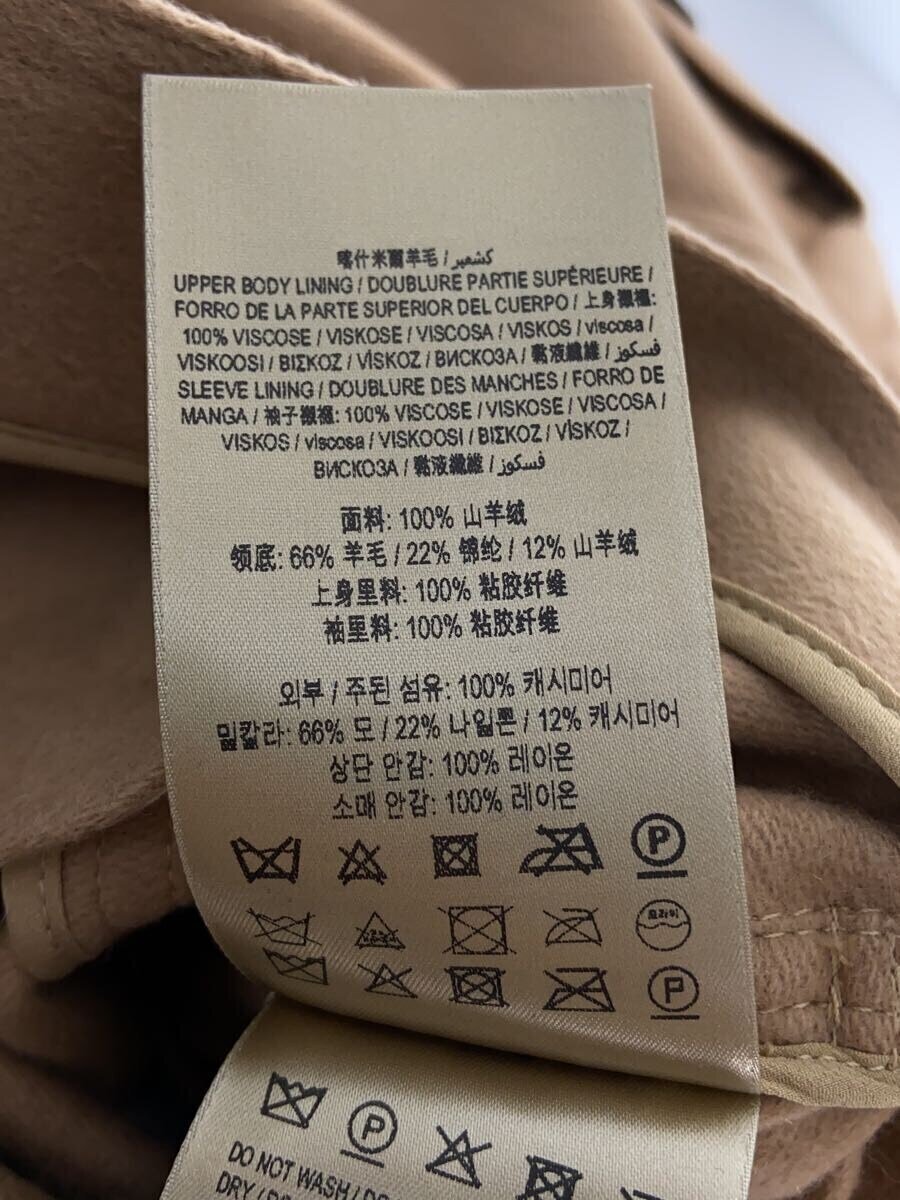 喀什米爾羊毛 / كشمير
UPPER BODY LINING / DOUBLURE PARTIE SUPÉRIEURE /
FORRO DE LA PARTE SUPERIOR DEL CUERPO / 上身襯裡:
100% VISCOSE / VISKOSE / VISCOSA / VISKOS / viscosa /
VISKOOSI / ΒΙΣΚΟΖ / VİSKOZ / ВИСКОЗА / 黏液纖維 / فسكوز
SLEEVE LINING / DOUBLURE DES MANCHES / FORRO DE
MANGA / 袖子襯裡: 100% VISCOSE / VISKOSE / VISCOSA /
VISKOS / viscosa / VISKOOSI / ΒΙΣΚΟΖ / VİSKOZ /
ВИСКОЗА / 黏液纖維 / فسكوز
面料: 100% 山羊绒
领底: 66% 羊毛 / 22% 锦纶 / 12% 山羊绒
上身里料: 100% 粘胶纤维
袖里料: 100% 粘胶纤维
외부 / 주된 섬유: 100% 캐시미어
밑칼라: 66% 모 / 22% 나일론 / 12% 캐시미어
상단 안감: 100% 레이온
소매 안감: 100% 레이온
P
드라이
P
P
DO NOT WASH /
DRY /